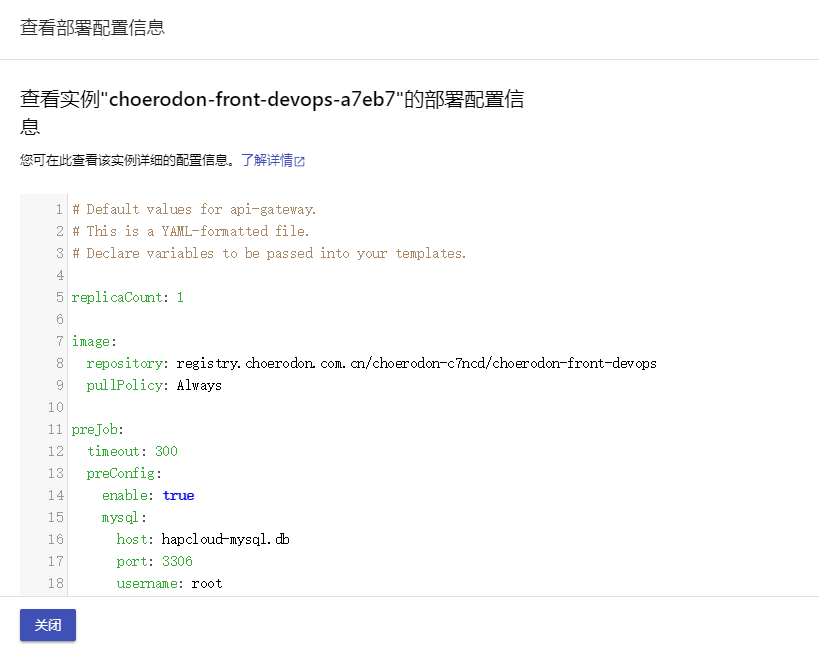 查看部署配置信息
查看实例"choerodon-front-devops-a7eb7"的部署配置信
息
您可在此查看该实例详细的配置信息。了解详情
1 # Default values for api-gateway.
2 # This is a YAML-formatted file.
3 # Declare variables to be passed into your templates.
4
5 replicaCount: 1
6
7 image:
8   repository: registry.choerodon.com.cn/choerodon-c7ncd/choerodon-front-devops
9   pullPolicy: Always
10
11 preJob:
12   timeout: 300
13   preConfig:
14     enable: true
15     mysql:
16       host: hapcloud-mysql.db
17       port: 3306
18       username: root
关闭